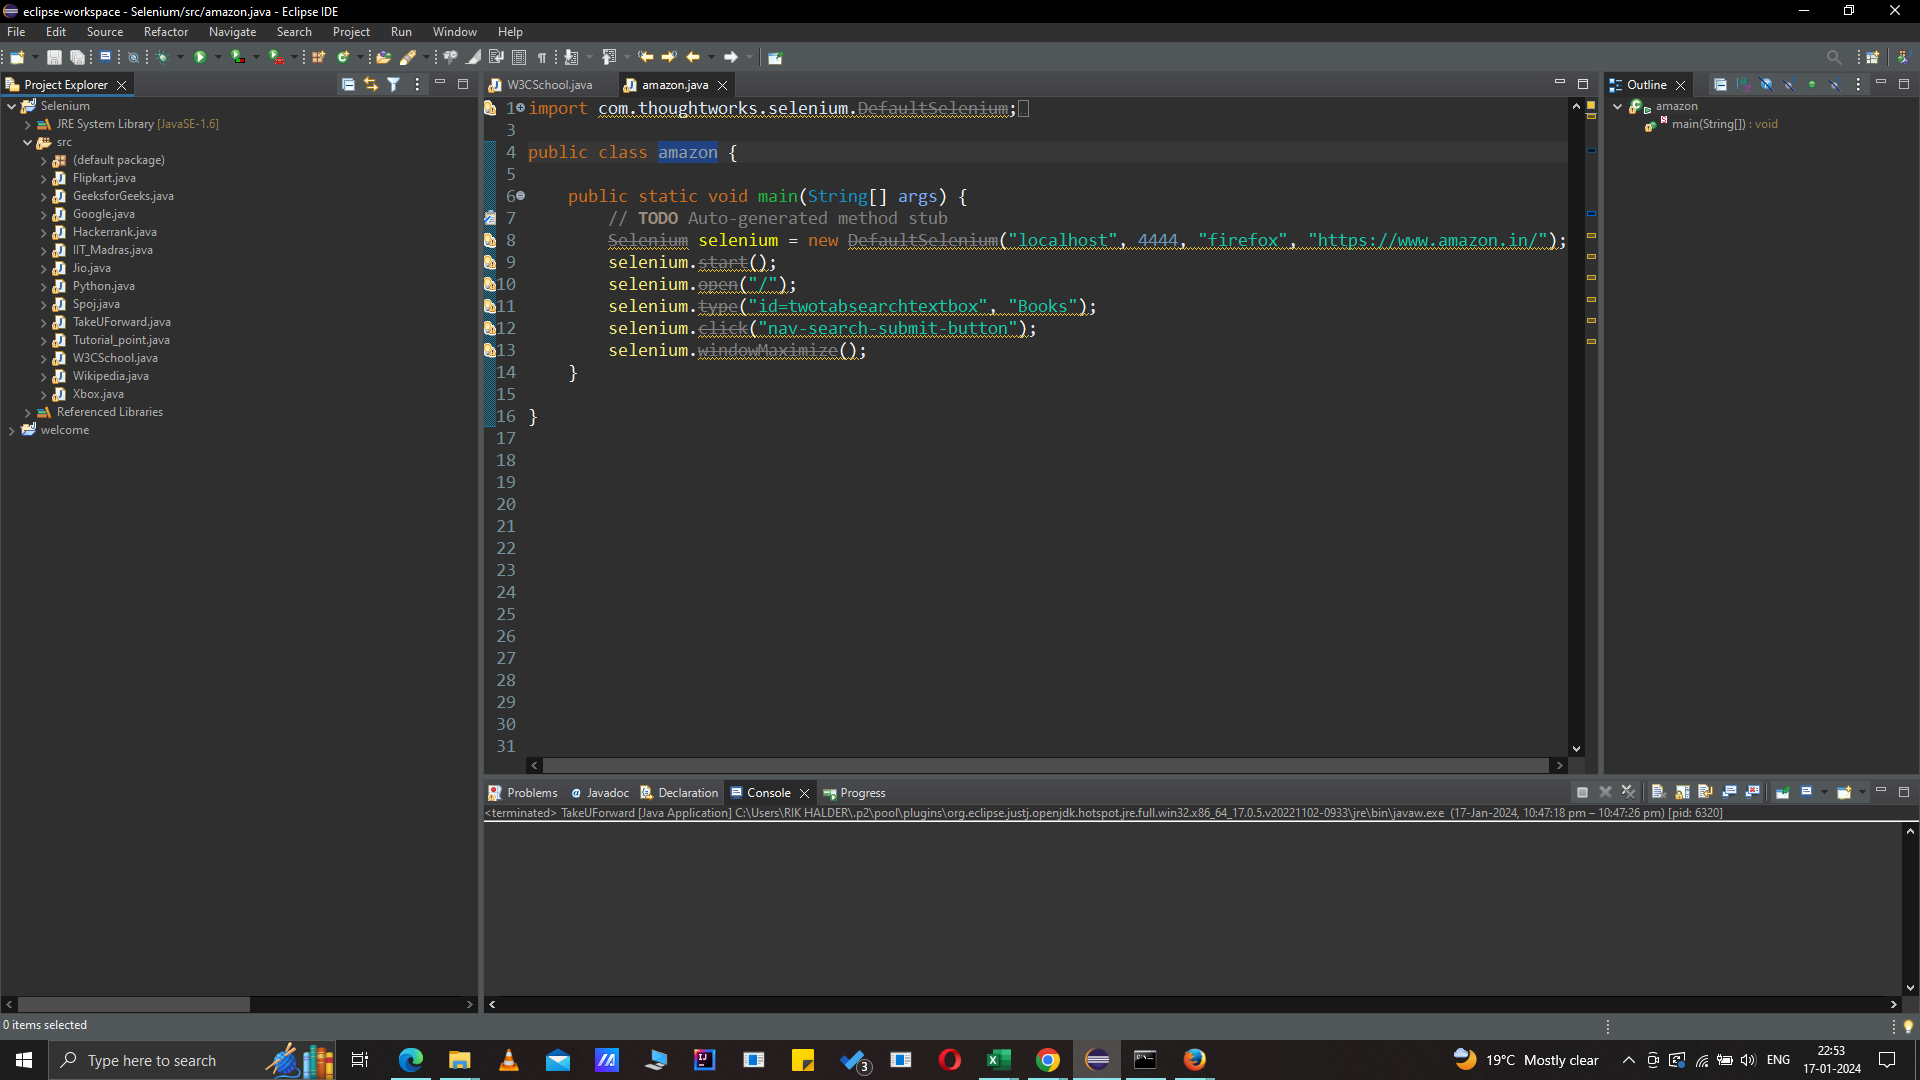 eclipse-workspace - Selenium/src/amazon.java - Eclipse IDE
File Edit Source Refactor Navigate Search Project Run Window Help
Project Explorer
Selenium
JRE System Library [JavaSE-1.6]
src
(default package)
Flipkart.java
GeeksforGeeks.java
Google.java
Hackerrank.java
IIT_Madras.java
Jio.java
Python.java
Spoj.java
TakeUForward.java
Tutorial_point.java
W3CSchool.java
Wikipedia.java
Xbox.java
Referenced Libraries
welcome
W3CSchool.java amazon.java
1 import com.thoughtworks.selenium.DefaultSelenium;
3
4 public class amazon {
5
6 public static void main(String[] args) {
7 // TODO Auto-generated method stub
8 Selenium selenium = new DefaultSelenium("localhost", 4444, "firefox", "https://www.amazon.in/");
9 selenium.start();
10 selenium.open("/");
11 selenium.type("id=twotabsearchtextbox", "Books");
12 selenium.click("nav-search-submit-button");
13 selenium.windowMaximize();
14 }
15
16 }
17
18
19
20
21
22
23
24
25
26
27
28
29
30
31
Outline
amazon
main(String[]) : void
Problems Javadoc Declaration Console Progress
<terminated> TakeUForward [Java Application] C:\Users\RIK HALDER\.p2\pool\plugins\org.eclipse.justj.openjdk.hotspot.jre.full.win32.x86_64_17.0.5.v20221102-0933\jre\bin\javaw.exe (17-Jan-2024, 10:47:18 pm – 10:47:26 pm) [pid: 6320]
0 items selected
Type here to search
3
19°C Mostly clear
ENG
22:53
17-01-2024